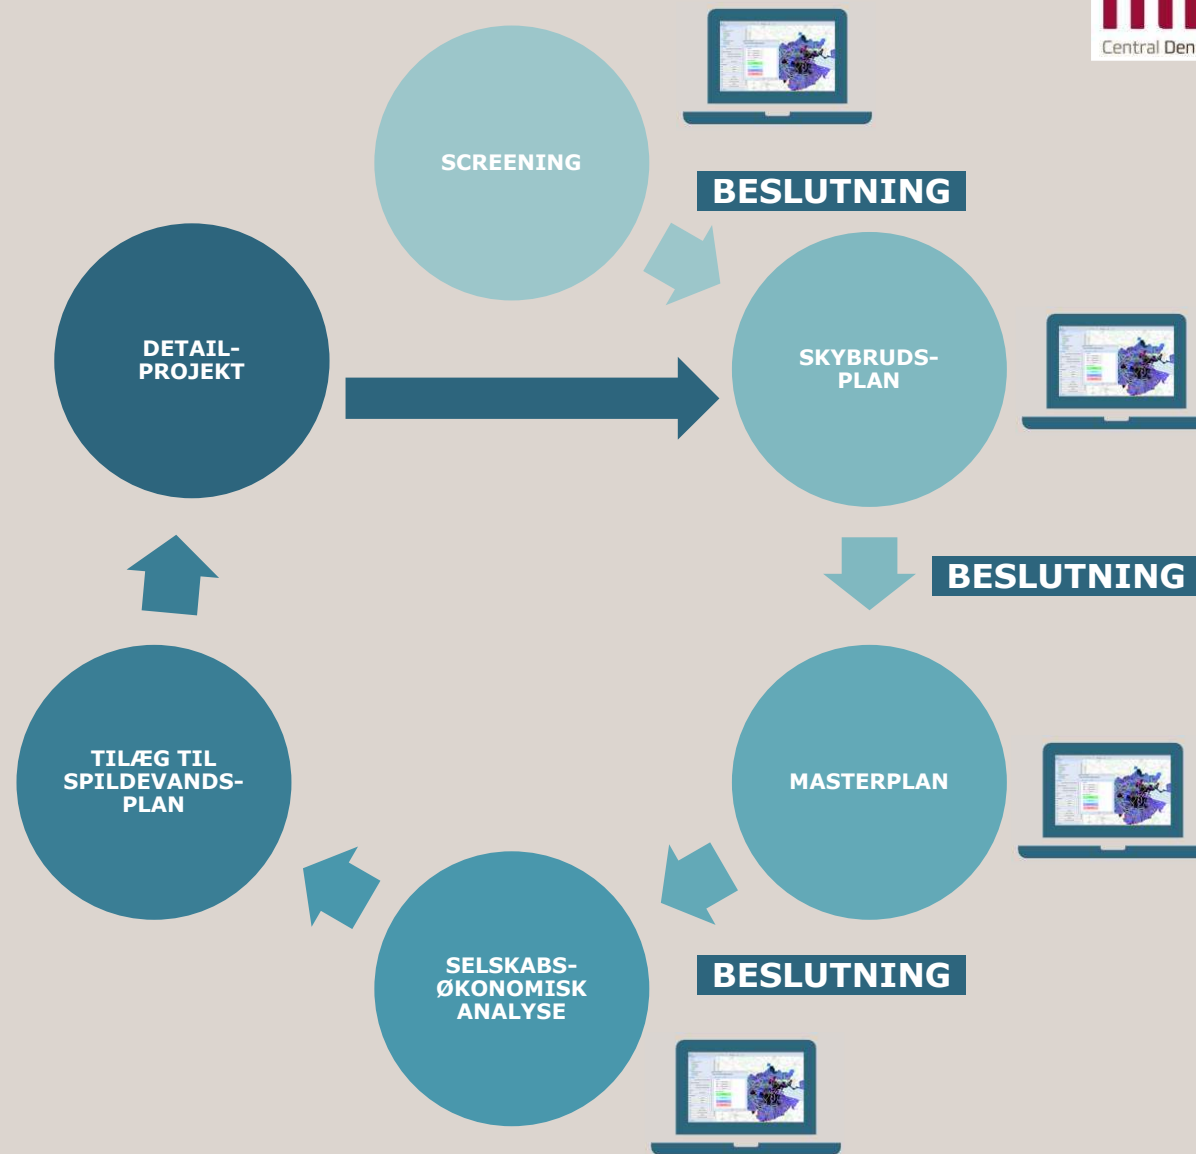 Central Den
SCREENING
BESLUTNING
DETAIL-
PROJEKT
SKYBRUDS-
PLAN
BESLUTNING
TILÆG TIL
SPILDEVANDS-
PLAN
MASTERPLAN
SELSKABS-
ØKONOMISK
ANALYSE
BESLUTNING